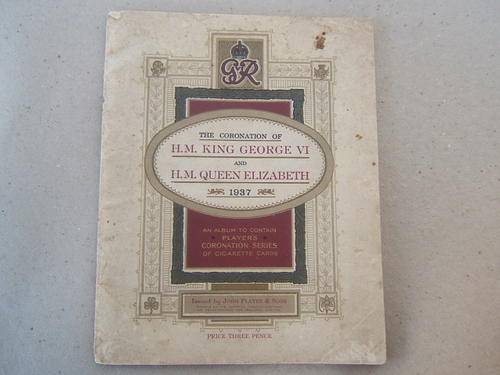 GR
THE CORONATION OF
H.M. KING GEORGE VI
AND
H.M. QUEEN ELIZABETH
1937
AN ALBUM TO CONTAIN
PLAYERS
CORONATION SERIES
OF CIGARETTE CARDS
Issued by JOHN PLAYER & SONS
PRICE THREE PENCE